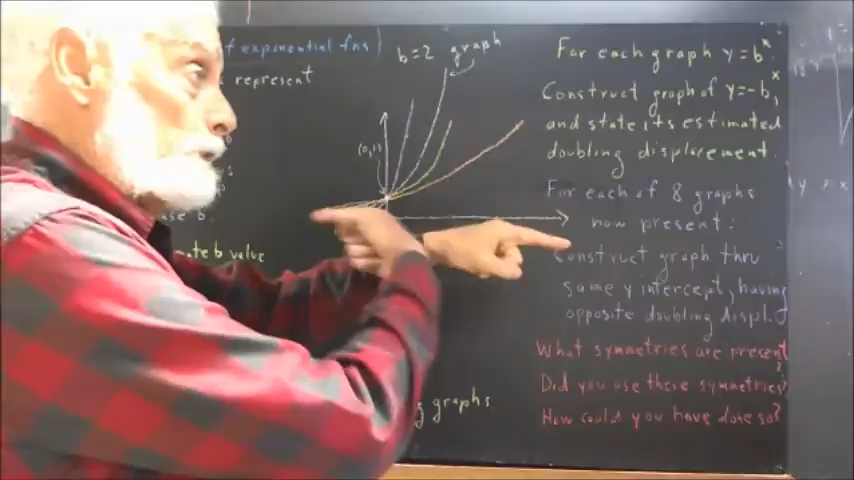 f exponential fns)
represent
se b.
ate b value
g graphs
b=2 graph
(0,1)
For each graph y=b^x
Construct graph of y=-b^x,
and state its estimated
doubling displacement.
For each of 8 graphs
now present:
Construct graph thru
same y intercept, having
opposite doubling displ.
What symmetries are present?
Did you use these symmetries?
How could you have done so?